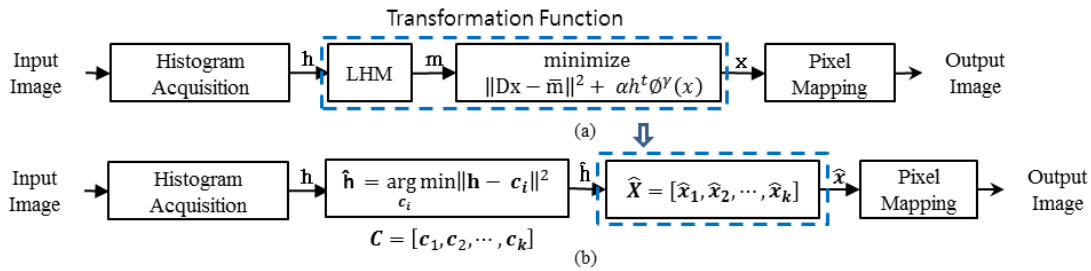 Transformation Function
Input
Image
Histogram
Acquisition
h
LHM
m
minimize
‖Dx − m̄‖² + αhᵗ∅ᵞ(x)
x
Pixel
Mapping
Output
Image
(a)
Input
Image
Histogram
Acquisition
h
ĥ = arg min‖h − cᵢ‖²
cᵢ
C = [c₁, c₂, ⋯, cₖ]
ĥ
X̂ = [x̂₁, x̂₂, ⋯, x̂ₖ]
x̂
Pixel
Mapping
Output
Image
(b)